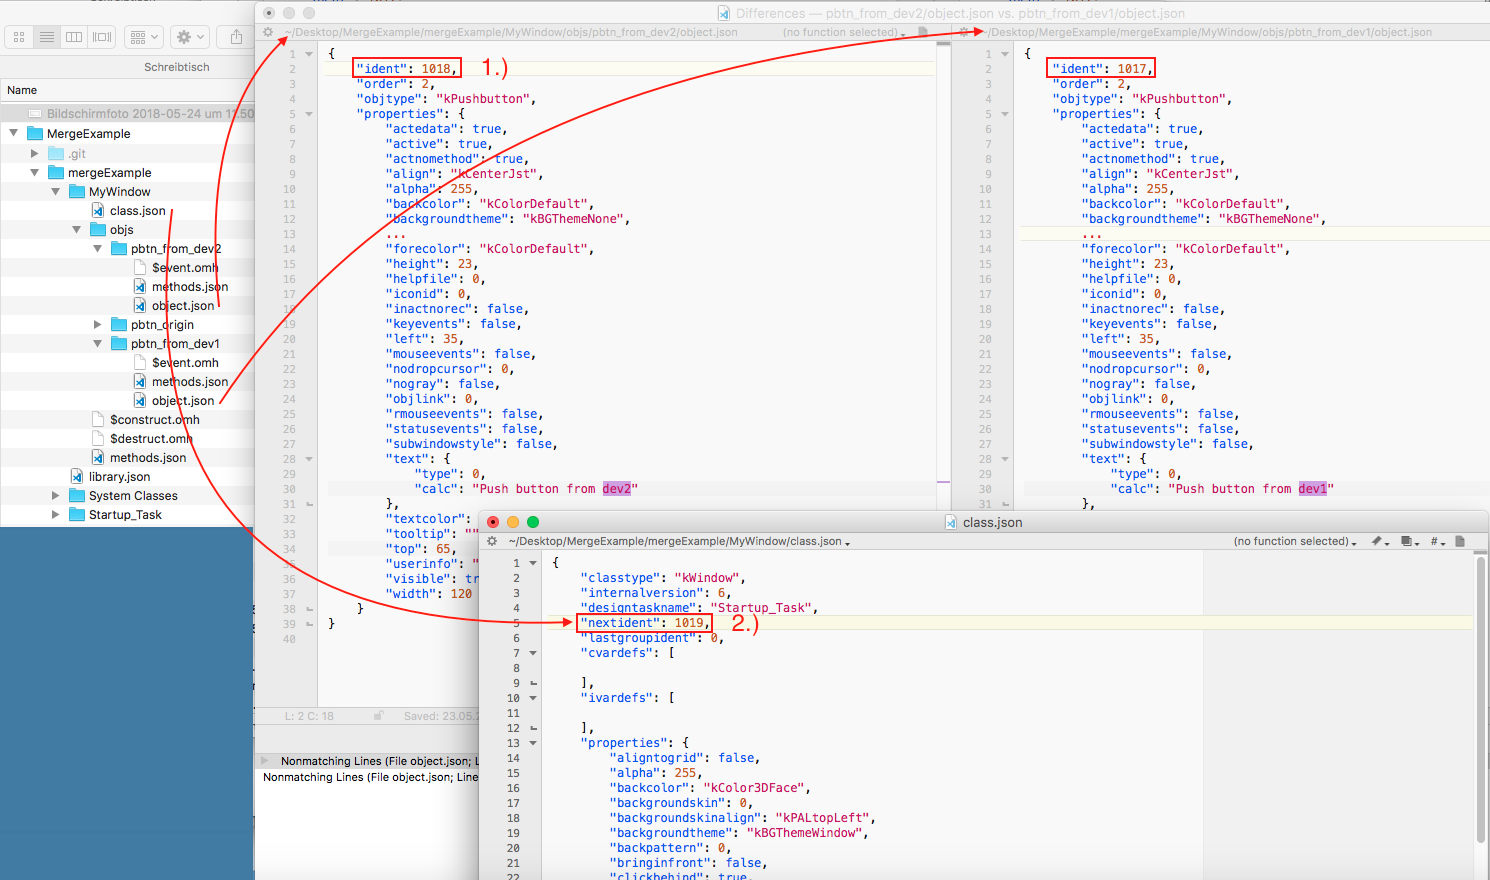 Schreibtisch
Name
Bildschirmfoto 2018-05-24 um 11.50
MergeExample
.git
mergeExample
MyWindow
class.json
objs
pbtn_from_dev2
$event.omh
methods.json
object.json
pbtn_origin
pbtn_from_dev1
$event.omh
methods.json
object.json
$construct.omh
$destruct.omh
methods.json
library.json
System Classes
Startup_Task
Differences — pbtn_from_dev2/object.json vs. pbtn_from_dev1/object.json
~/Desktop/MergeExample/mergeExample/MyWindow/objs/pbtn_from_dev2/object.json
(no function selected)
1 {
2 "ident": 1018, 1.)
3 "order": 2,
4 "objtype": "kPushbutton",
5 "properties": {
6 "actedata": true,
7 "active": true,
8 "actnomethod": true,
9 "align": "kCenterJst",
10 "alpha": 255,
11 "backcolor": "kColorDefault",
12 "backgroundtheme": "kBGThemeNone",
13 ...
14 "forecolor": "kColorDefault",
15 "height": 23,
16 "helpfile": 0,
17 "iconid": 0,
18 "inactnorec": false,
19 "keyevents": false,
20 "left": 35,
21 "mouseevents": false,
22 "nodropcursor": 0,
23 "nogray": false,
24 "objlink": 0,
25 "rmouseevents": false,
26 "statusevents": false,
27 "subwindowstyle": false,
28 "text": {
29 "type": 0,
30 "calc": "Push button from dev2"
31 },
32 "textcolor":
33 "tooltip": ""
34 "top": 65,
35 "userinfo": "
36 "visible": tr
37 "width": 120
38 }
39 }
40
L: 2 C: 18
Saved: 23.05.2
Nonmatching Lines (File object.json; L
Nonmatching Lines (File object.json; Line
~/Desktop/MergeExample/mergeExample/MyWindow/objs/pbtn_from_dev1/object.json
1 {
2 "ident": 1017,
3 "order": 2,
4 "objtype": "kPushbutton",
5 "properties": {
6 "actedata": true,
7 "active": true,
8 "actnomethod": true,
9 "align": "kCenterJst",
10 "alpha": 255,
11 "backcolor": "kColorDefault",
12 "backgroundtheme": "kBGThemeNone",
13 ...
14 "forecolor": "kColorDefault",
15 "height": 23,
16 "helpfile": 0,
17 "iconid": 0,
18 "inactnorec": false,
19 "keyevents": false,
20 "left": 35,
21 "mouseevents": false,
22 "nodropcursor": 0,
23 "nogray": false,
24 "objlink": 0,
25 "rmouseevents": false,
26 "statusevents": false,
27 "subwindowstyle": false,
28 "text": {
29 "type": 0,
30 "calc": "Push button from dev1"
31 },
class.json
~/Desktop/MergeExample/mergeExample/MyWindow/class.json
(no function selected)
#
1 {
2 "classtype": "kWindow",
3 "internalversion": 6,
4 "designtaskname": "Startup_Task",
5 "nextident": 1019, 2.)
6 "lastgroupident": 0,
7 "cvardefs": [
8
9 ],
10 "ivardefs": [
11
12 ],
13 "properties": {
14 "aligntogrid": false,
15 "alpha": 255,
16 "backcolor": "kColor3DFace",
17 "backgroundskin": 0,
18 "backgroundskinalign": "kPALtopLeft",
19 "backgroundtheme": "kBGThemeWindow",
20 "backpattern": 0,
21 "bringinfront": false,
22 "clickbehind": true,